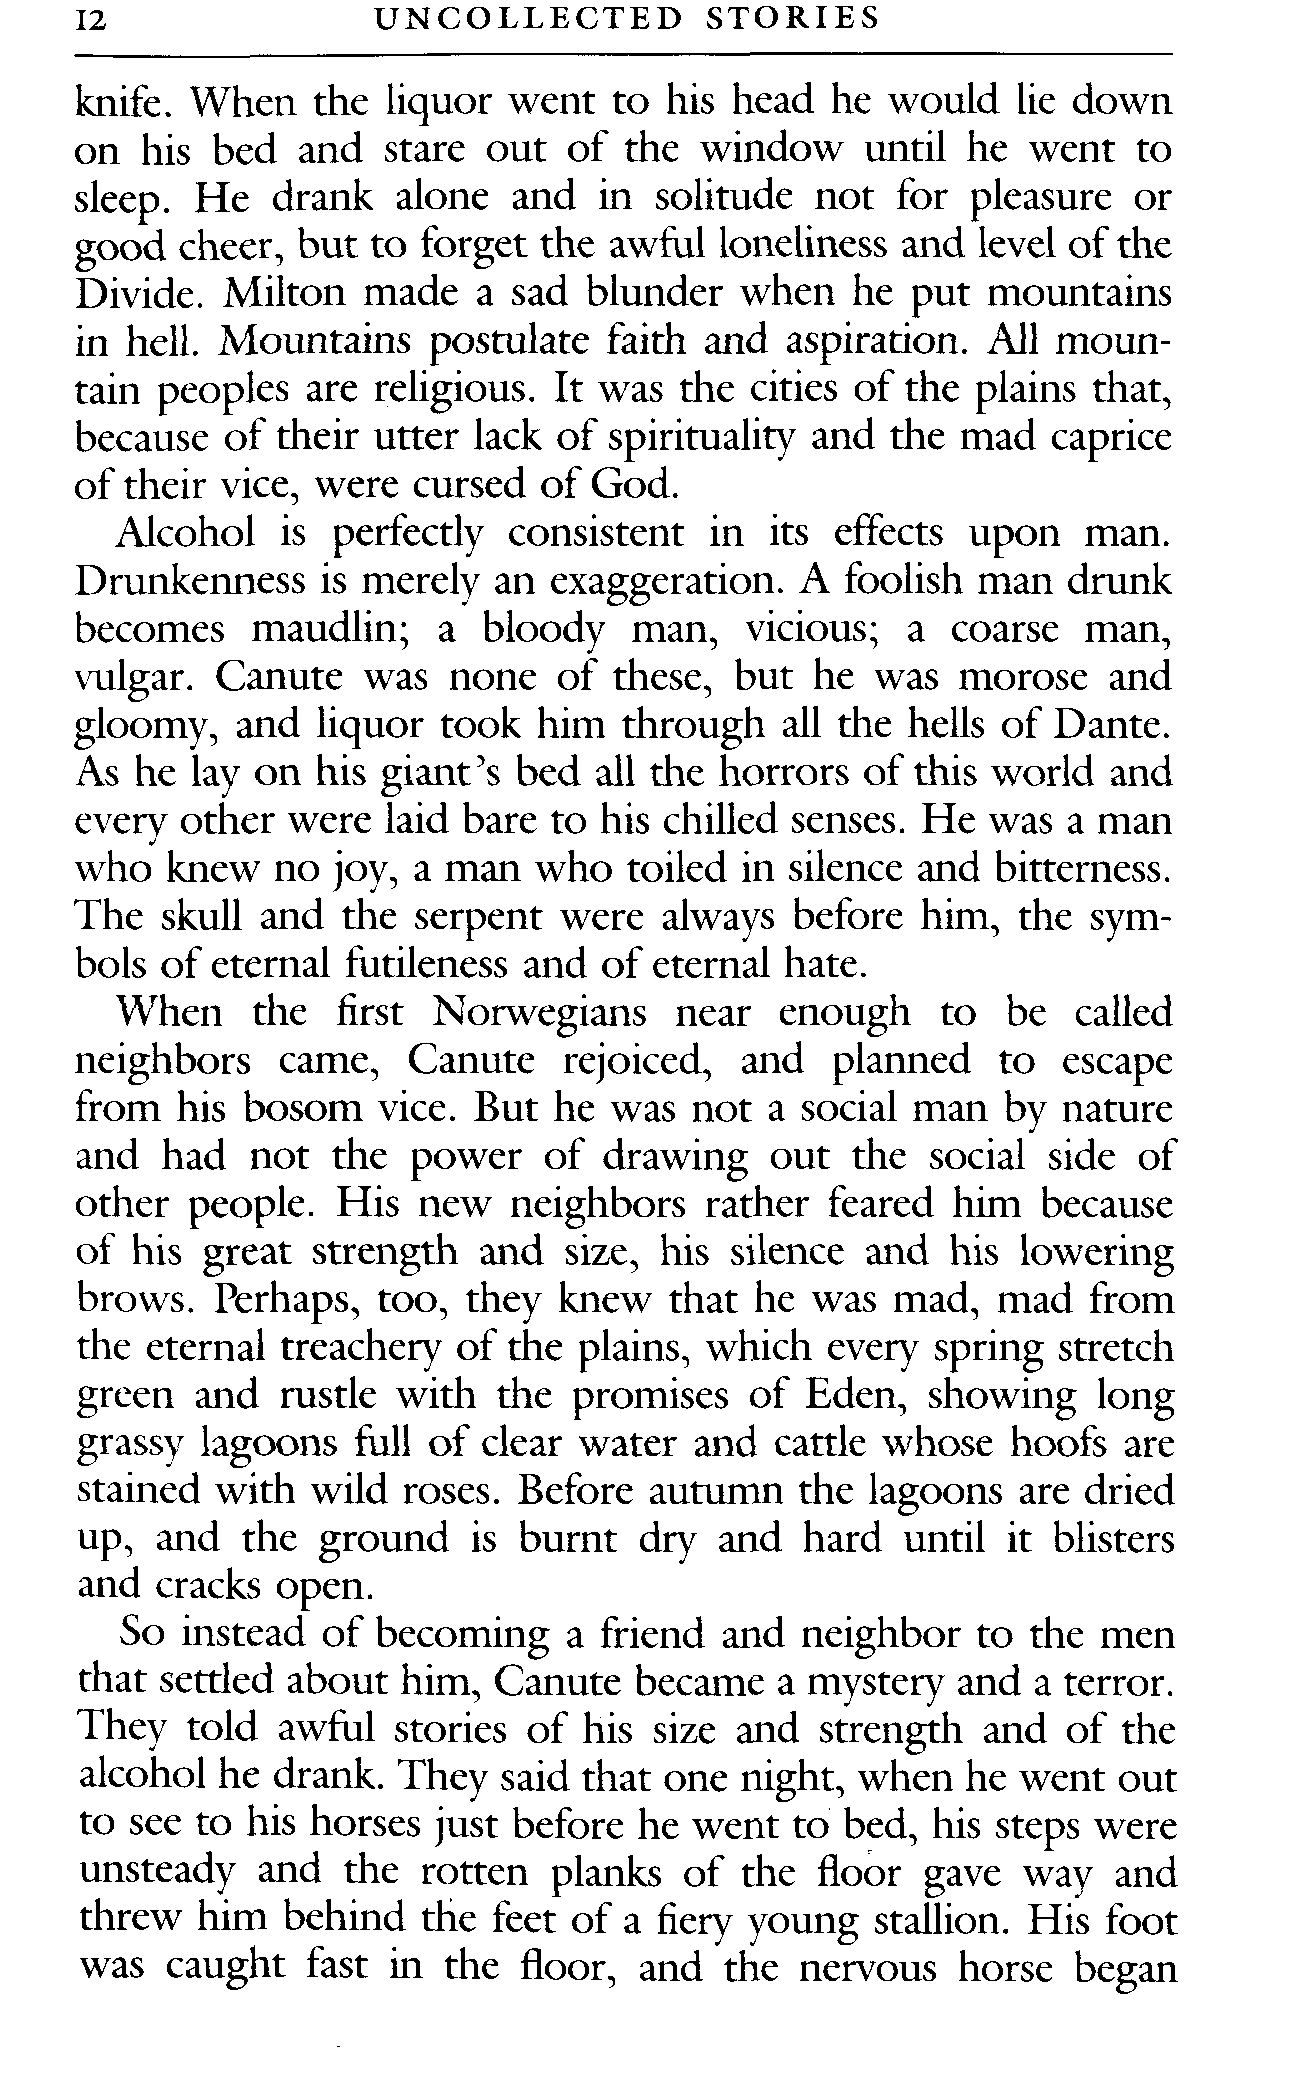 12 UNCOLLECTED STORIES
knife. When the liquor went to his head he would lie down
on his bed and stare out of the window until he went to
sleep. He drank alone and in solitude not for pleasure or
good cheer, but to forget the awful loneliness and level of the
Divide. Milton made a sad blunder when he put mountains
in hell. Mountains postulate faith and aspiration. All moun-
tain peoples are religious. It was the cities of the plains that,
because of their utter lack of spirituality and the mad caprice
of their vice, were cursed of God.
Alcohol is perfectly consistent in its effects upon man.
Drunkenness is merely an exaggeration. A foolish man drunk
becomes maudlin; a bloody man, vicious; a coarse man,
vulgar. Canute was none of these, but he was morose and
gloomy, and liquor took him through all the hells of Dante.
As he lay on his giant's bed all the horrors of this world and
every other were laid bare to his chilled senses. He was a man
who knew no joy, a man who toiled in silence and bitterness.
The skull and the serpent were always before him, the sym-
bols of eternal futileness and of eternal hate.
When the first Norwegians near enough to be called
neighbors came, Canute rejoiced, and planned to escape
from his bosom vice. But he was not a social man by nature
and had not the power of drawing out the social side of
other people. His new neighbors rather feared him because
of his great strength and size, his silence and his lowering
brows. Perhaps, too, they knew that he was mad, mad from
the eternal treachery of the plains, which every spring stretch
green and rustle with the promises of Eden, showing long
grassy lagoons full of clear water and cattle whose hoofs are
stained with wild roses. Before autumn the lagoons are dried
up, and the ground is burnt dry and hard until it blisters
and cracks open.
So instead of becoming a friend and neighbor to the men
that settled about him, Canute became a mystery and a terror.
They told awful stories of his size and strength and of the
alcohol he drank. They said that one night, when he went out
to see to his horses just before he went to bed, his steps were
unsteady and the rotten planks of the floor gave way and
threw him behind the feet of a fiery young stallion. His foot
was caught fast in the floor, and the nervous horse began